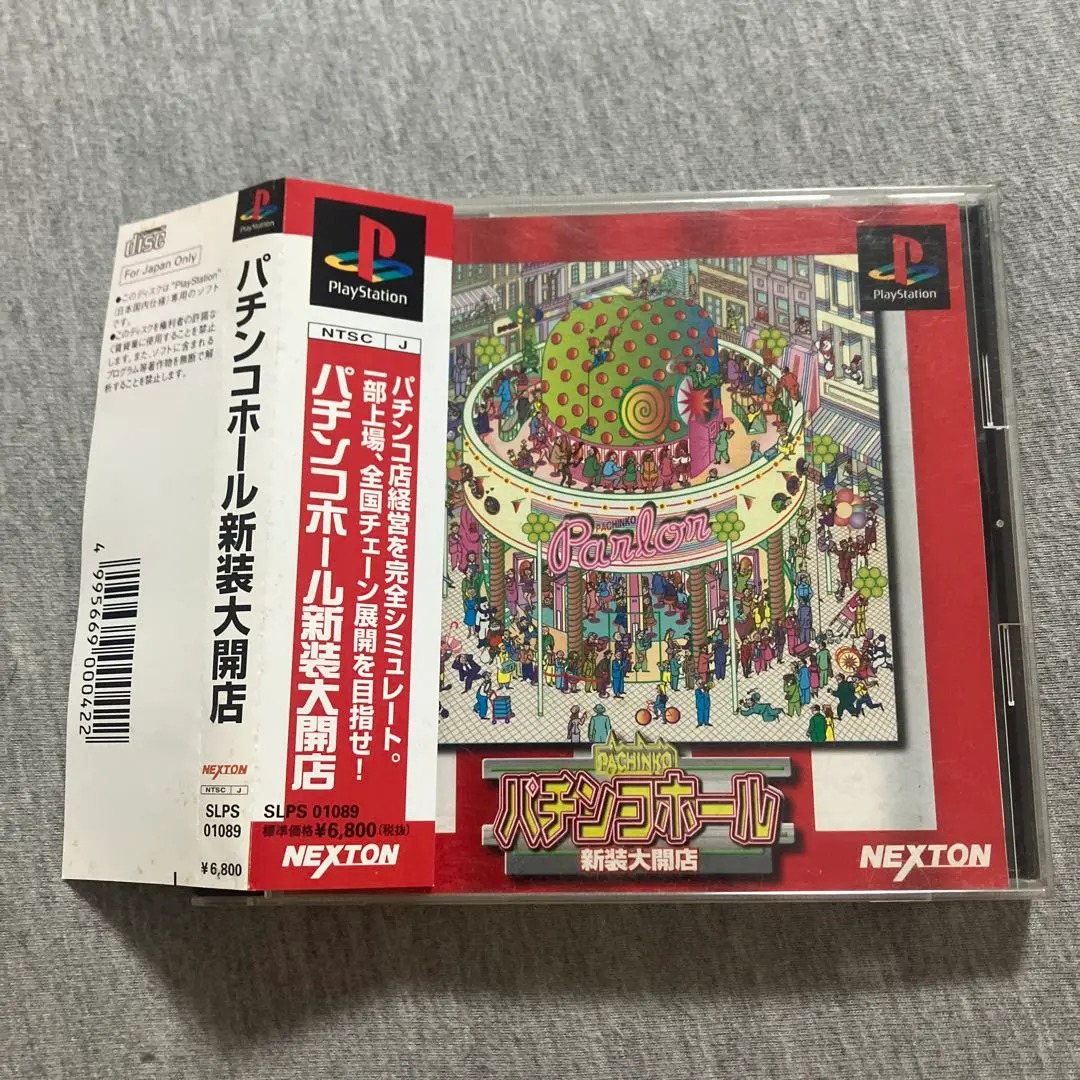 disc
For Japan Only
●このディスクは"PlayStation"
(日本国内仕様)専用のソフト
です。
●このディスクを権利者の許諾な
く賃貸業に使用することを禁止
します。また、ソフトに含まれる
プログラム等著作物を無断で解
析することを禁止します。
4 995669 000422
PlayStation
パチンコホール新装大開店
NEXTON
NTSC J
SLPS
01089
¥6,800
PlayStation
NTSC J
パチンコ店経営を完全シミュレート。
一部上場、全国チェーン展開を目指せ!
パチンコホール新装大開店
SLPS 01089
標準価格¥6,800(税抜)
NEXTON
PlayStation
PACHINKO
Parlor
PACHINKO
パチンコホール
新装大開店
NEXTON